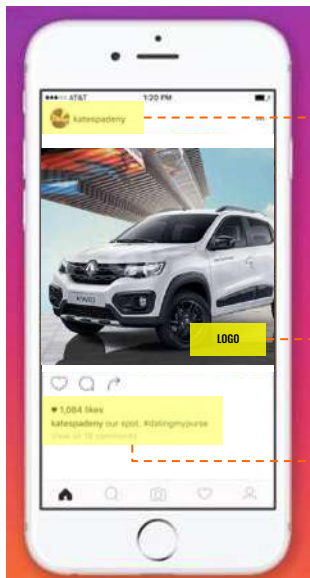 AT&T 1:20 PM
katespadeny
KWID
LOGO
1,084 likes
katespadeny our spot. #datingmypurse
View all 18 comments